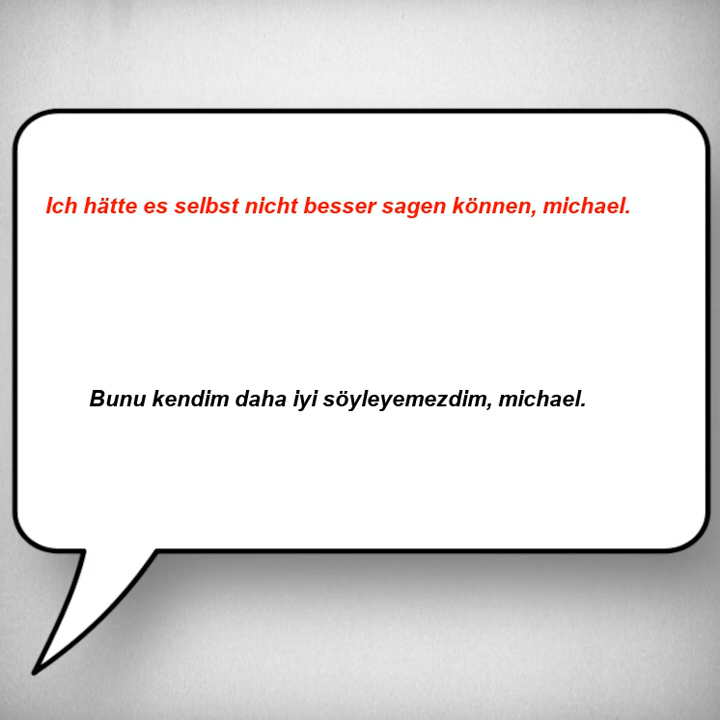 Ich hätte es selbst nicht besser sagen können, michael.
Bunu kendim daha iyi söyleyemezdim, michael.